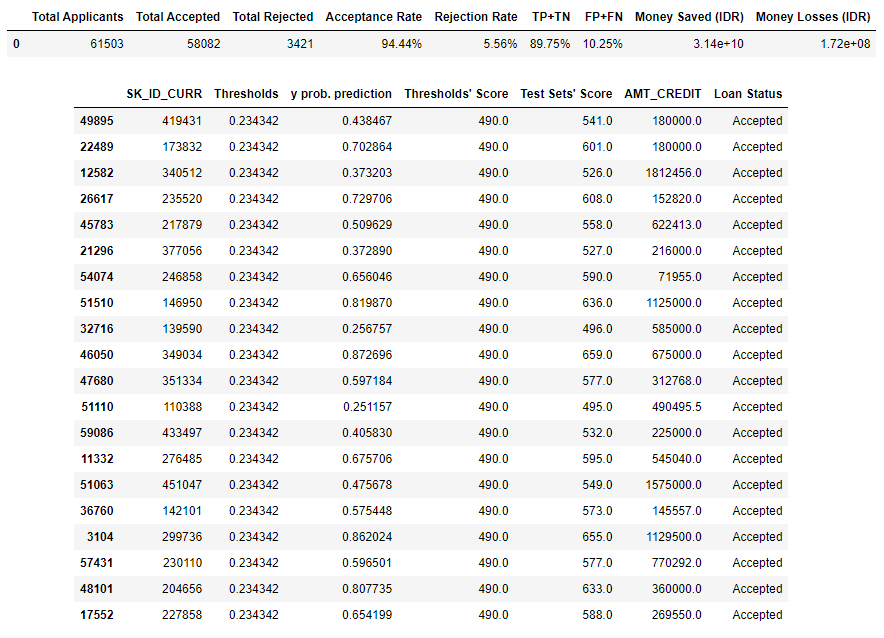 Total Applicants Total Accepted Total Rejected Acceptance Rate Rejection Rate TP+TN FP+FN Money Saved (IDR) Money Losses (IDR)
0 61503 58082 3421 94.44% 5.56% 89.75% 10.25% 3.14e+10 1.72e+08
SK_ID_CURR Thresholds y prob. prediction Thresholds' Score Test Sets' Score AMT_CREDIT Loan Status
49895 419431 0.234342 0.438467 490.0 541.0 180000.0 Accepted
22489 173832 0.234342 0.702864 490.0 601.0 180000.0 Accepted
12582 340512 0.234342 0.373203 490.0 526.0 1812456.0 Accepted
26617 235520 0.234342 0.729706 490.0 608.0 152820.0 Accepted
45783 217879 0.234342 0.509629 490.0 558.0 622413.0 Accepted
21296 377056 0.234342 0.372890 490.0 527.0 216000.0 Accepted
54074 246858 0.234342 0.656046 490.0 590.0 71955.0 Accepted
51510 146950 0.234342 0.819870 490.0 636.0 1125000.0 Accepted
32716 139590 0.234342 0.256757 490.0 496.0 585000.0 Accepted
46050 349034 0.234342 0.872696 490.0 659.0 675000.0 Accepted
47680 351334 0.234342 0.597184 490.0 577.0 312768.0 Accepted
51110 110388 0.234342 0.251157 490.0 495.0 490495.5 Accepted
59086 433497 0.234342 0.405830 490.0 532.0 225000.0 Accepted
11332 276485 0.234342 0.675706 490.0 595.0 545040.0 Accepted
51063 451047 0.234342 0.475678 490.0 549.0 1575000.0 Accepted
36760 142101 0.234342 0.575448 490.0 573.0 145557.0 Accepted
3104 299736 0.234342 0.862024 490.0 655.0 1129500.0 Accepted
57431 230110 0.234342 0.596501 490.0 577.0 770292.0 Accepted
48101 204656 0.234342 0.807735 490.0 633.0 360000.0 Accepted
17552 227858 0.234342 0.654199 490.0 588.0 269550.0 Accepted